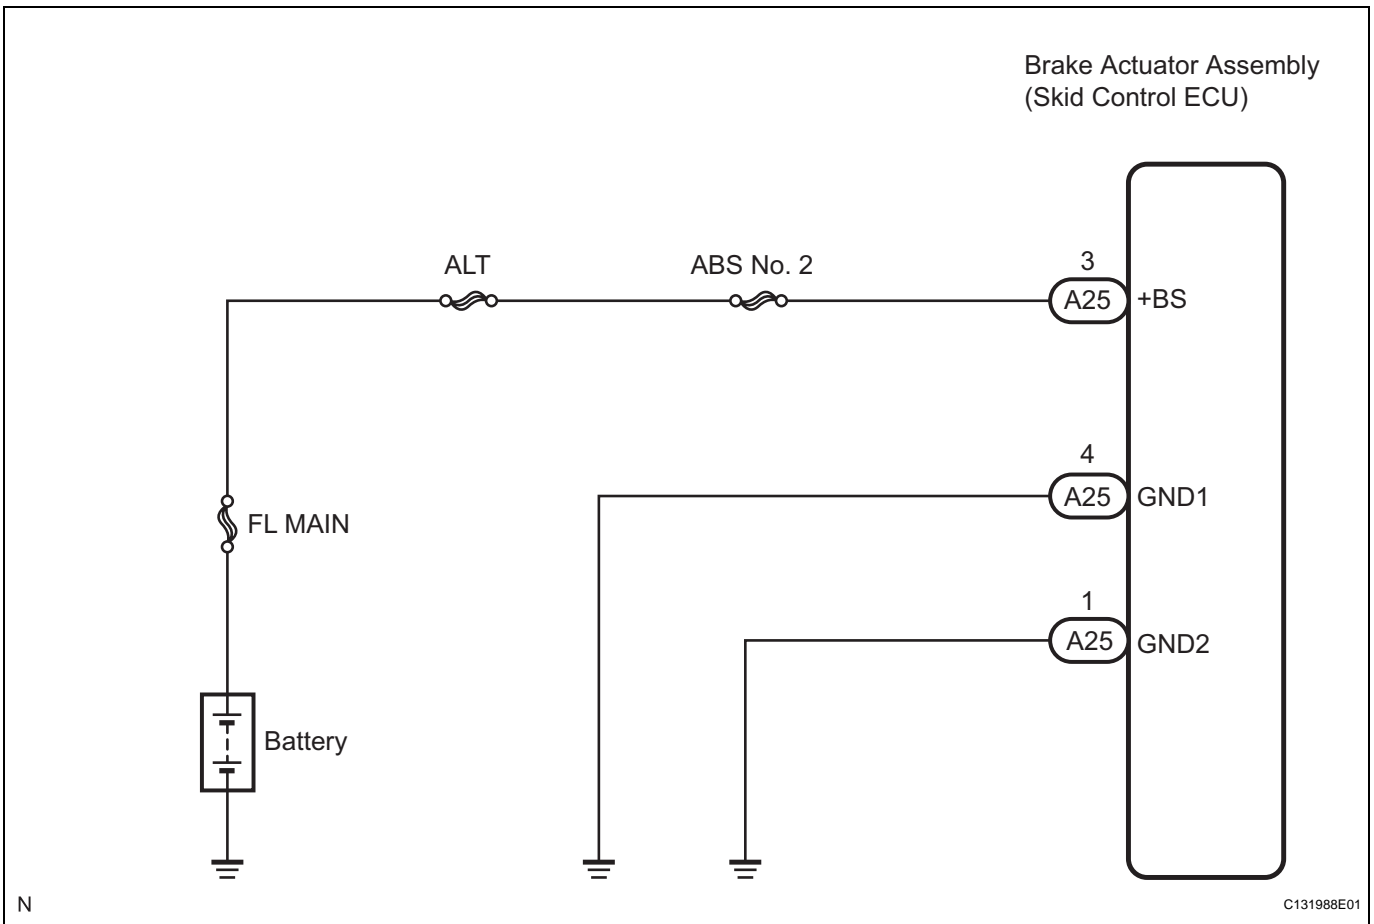 Brake Actuator Assembly
(Skid Control ECU)
ALT
ABS No. 2
3
A25
+BS
4
A25
GND1
FL MAIN
1
A25
GND2
Battery
N
C131988E01